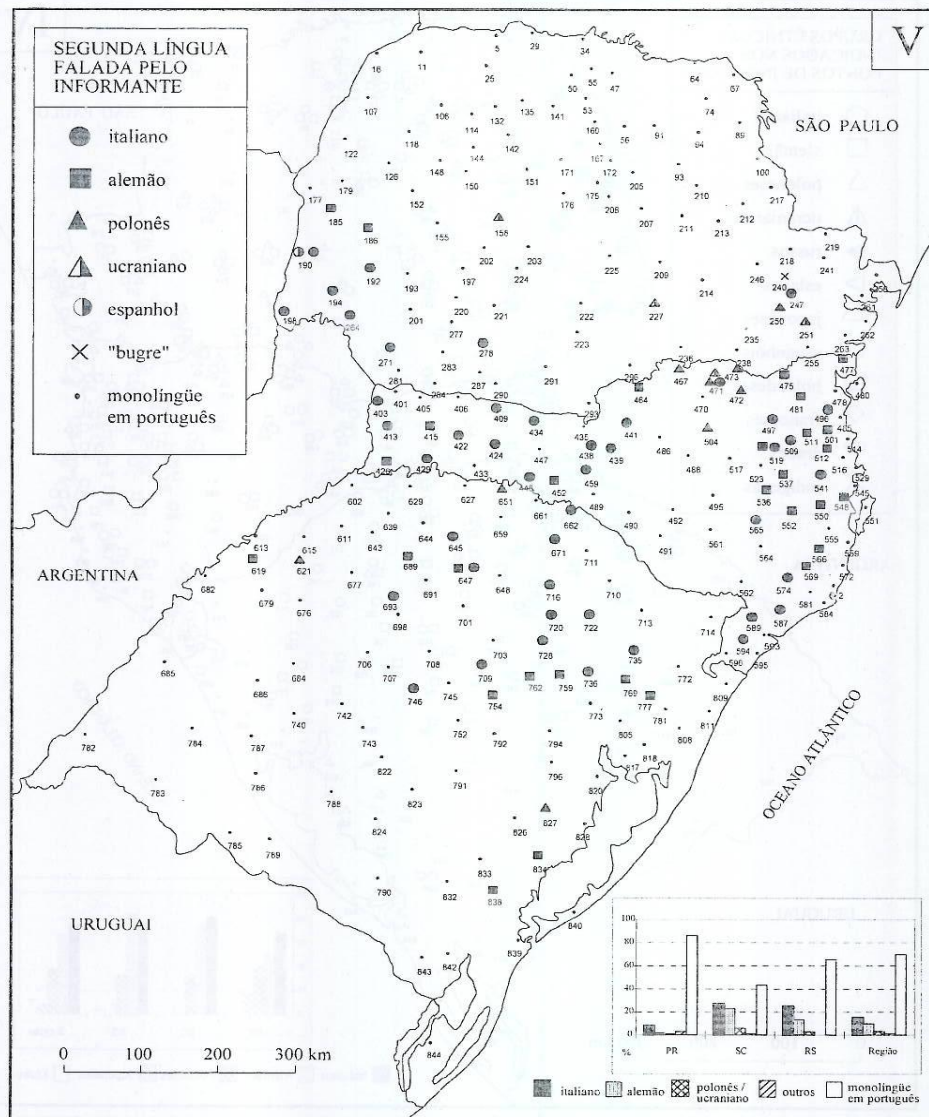 V
SEGUNDA LÍNGUA
FALADA PELO
INFORMANTE
italiano
alemão
polonês
ucraniano
espanhol
"bugre"
monolíngüe
em português
SÃO PAULO
ARGENTINA
URUGUAI
OCEANO ATLÂNTICO
5 29 34
16 11 25 55 50 47 64 67
107 106 132 135 141 53 74
114 160 56 91 89
122 118 142 144 94
126 148 171 172 100
179 150 151 93
177 152 176 175 205 210 217
185 208 207 212
186 155 158 211 213
219
190 202 203 225 209 218 241
192 193 197 224 246 240
194 214 247
198 264 201 220 221 222 227 250 251 262
277 223 235 263
271 283 278 236 238 255
281 284 287 290 291 295 467 473 477
401 405 406 293 464 471 475 480
403 409 470 472 481 478
413 415 434 435 441 504 497 496
422 424 438 439 486 509 511 501 514
426 429 433 447 488 517 519 512 516
459 523 537 541 529
602 629 627 651 452 489 536 545
661 662 490 492 495 552 550 548 551
639 565 555
613 611 643 644 659 491 561 566 559
615 645 671 564
619 621 689 647 711 569 572
682 677 691 648 562 574
679 693 716 710 581 584
676 698 701 587
720 722 713 714 589
703 728 594 593
685 706 708 735 596 595
684 707 709 736 772
686 745 762 759 769 809
746 754 777
740 742 773 781 811
784 752 805
782 787 743 792 794 808
822 818
783 786 791 796 817
788 823 820
824 827
785 789 826 828
833 834
790 832
840
839
843 842
844
0 100 200 300 km
100
80
60
40
20
0
%
PR SC RS Região
italiano alemão polonês / outros monolíngüe
ucraniano em português